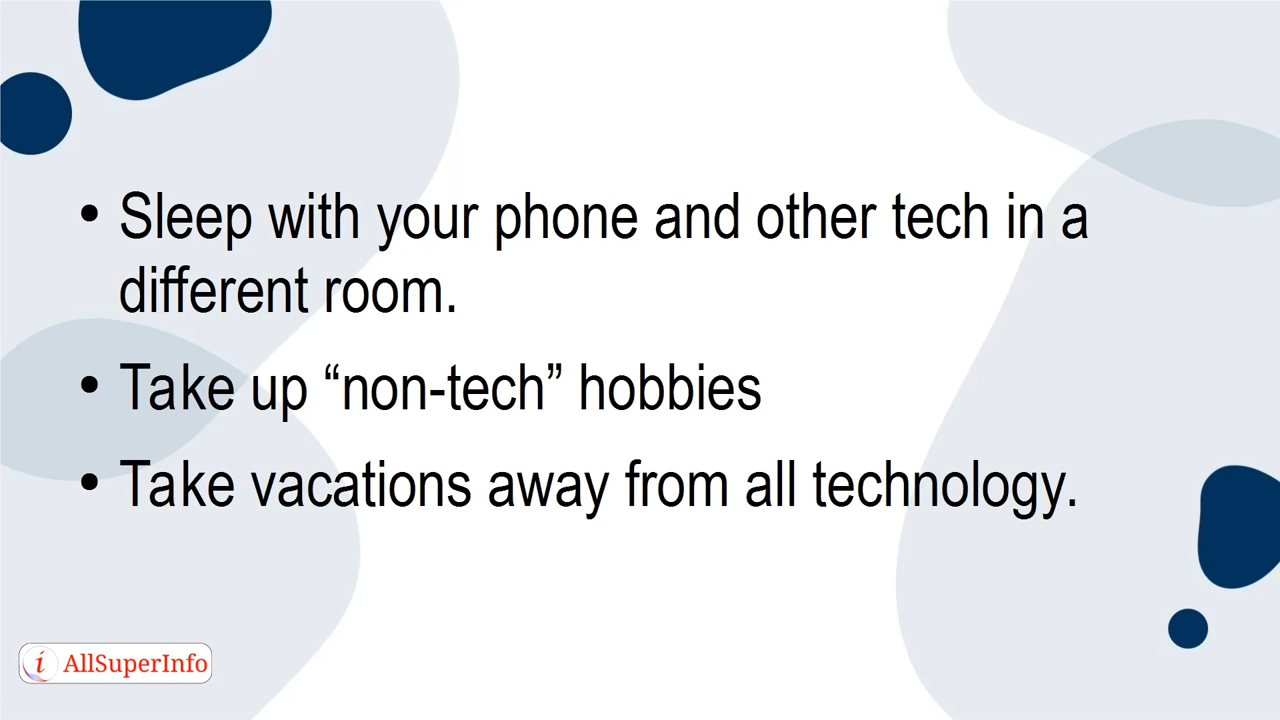 • Sleep with your phone and other tech in a
different room.
• Take up “non-tech” hobbies
• Take vacations away from all technology.
i AllSuperInfo